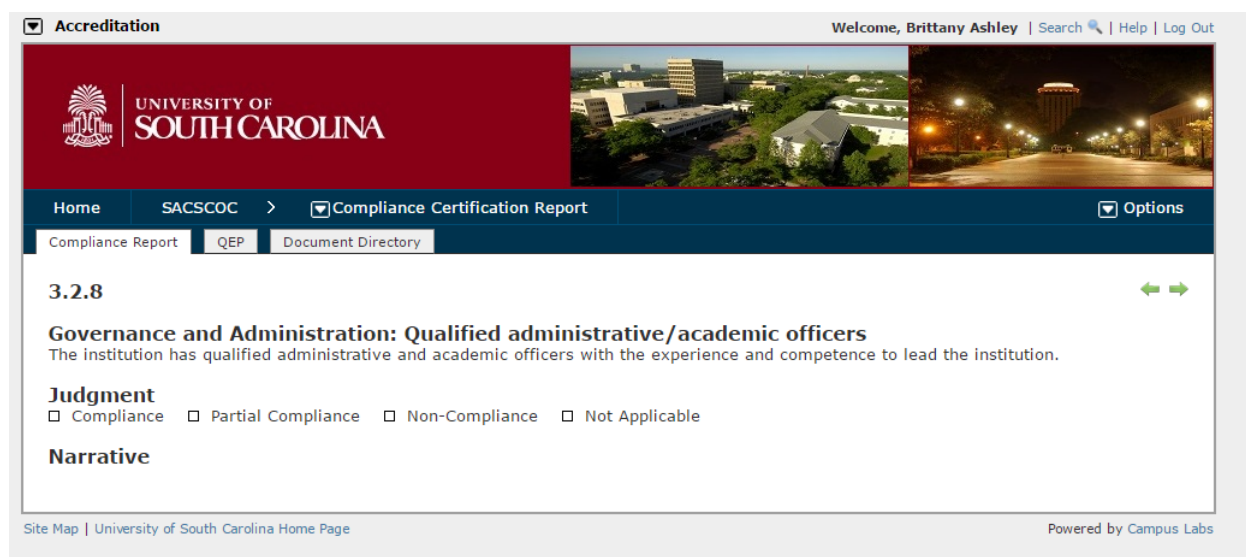 Accreditation Welcome, Brittany Ashley | Search | Help | Log Out
UNIVERSITY OF
SOUTH CAROLINA
Home SACSCOC > Compliance Certification Report Options
Compliance Report QEP Document Directory
3.2.8
Governance and Administration: Qualified administrative/academic officers
The institution has qualified administrative and academic officers with the experience and competence to lead the institution.
Judgment
Compliance Partial Compliance Non-Compliance Not Applicable
Narrative
Site Map | University of South Carolina Home Page Powered by Campus Labs